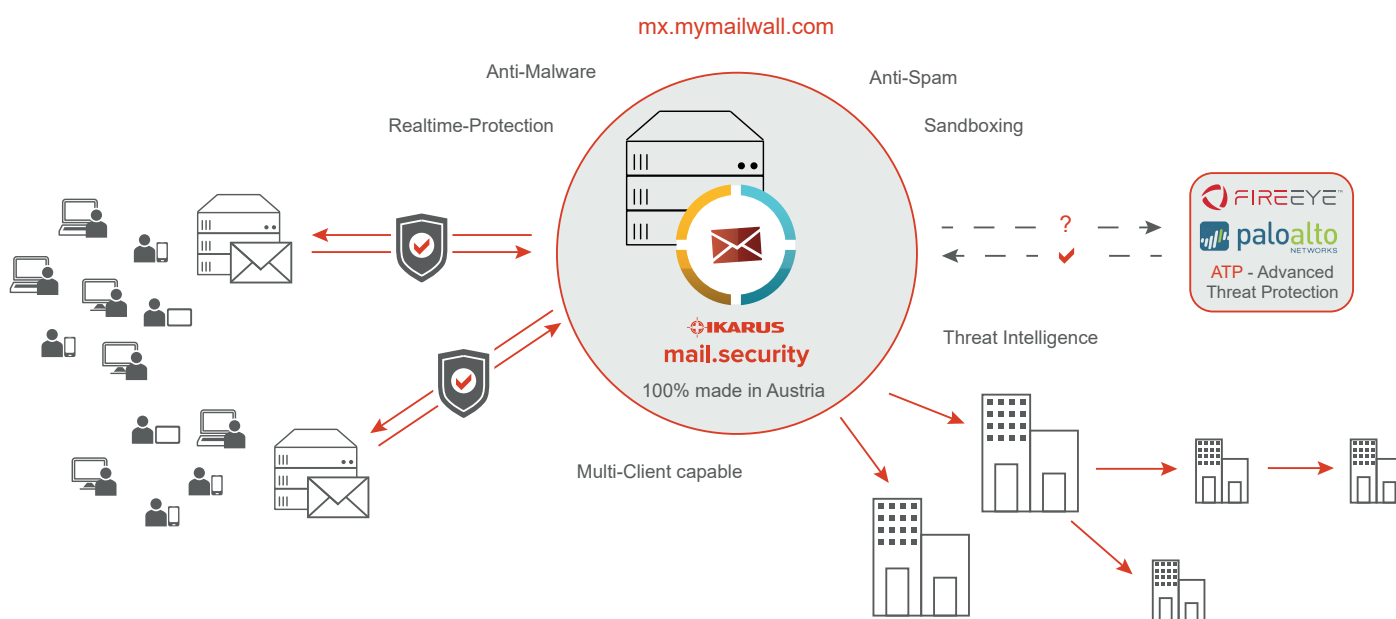 mx.mymailwall.com
Anti-Malware
Anti-Spam
Realtime-Protection
Sandboxing
FIREEYE™
?
paloalto
NETWORKS
ATP - Advanced
Threat Protection
IKARUS
mail.security
Threat Intelligence
100% made in Austria
Multi-Client capable